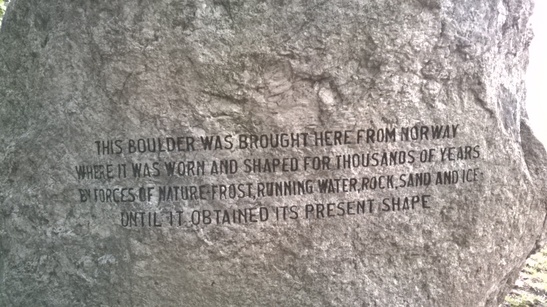 THIS BOULDER WAS BROUGHT HERE FROM NORWAY
WHERE IT WAS WORN AND SHAPED FOR THOUSANDS OF YEARS
BY FORCES OF NATURE-FROST, RUNNING WATER, ROCK, SAND AND ICE
UNTIL IT OBTAINED ITS PRESENT SHAPE